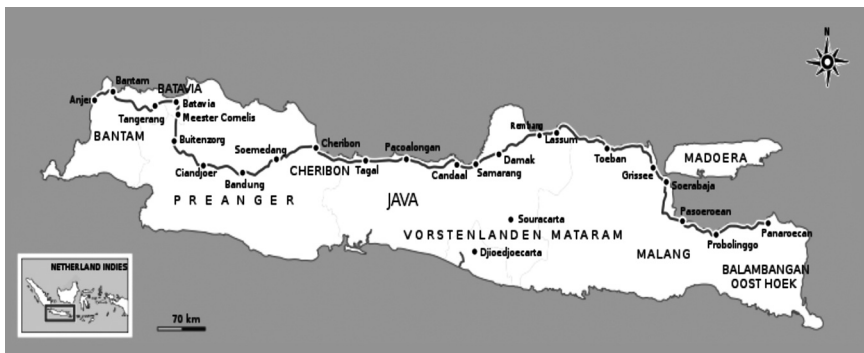 N
Bantam
BATAVIA
Anjer
Batavia
Tangerang
Meester Cornelis
BANTAM
Buitenzorg
Soemedang
Cheribon
Pacoalongan
Rembang
Lassum
Ciandjoer
Bandung
CHERIBON
Tagal
Candaal
Samarang
Damak
Toeban
MADOERA
Grissee
Soerabaja
PREANGER
JAVA
Souracarta
Pasoeroean
VORSTENLANDEN MATARAM
Panaroecan
Djioedjoecarta
MALANG
Probolinggo
BALAMBANGAN
OOST HOEK
NETHERLAND INDIES
70 km